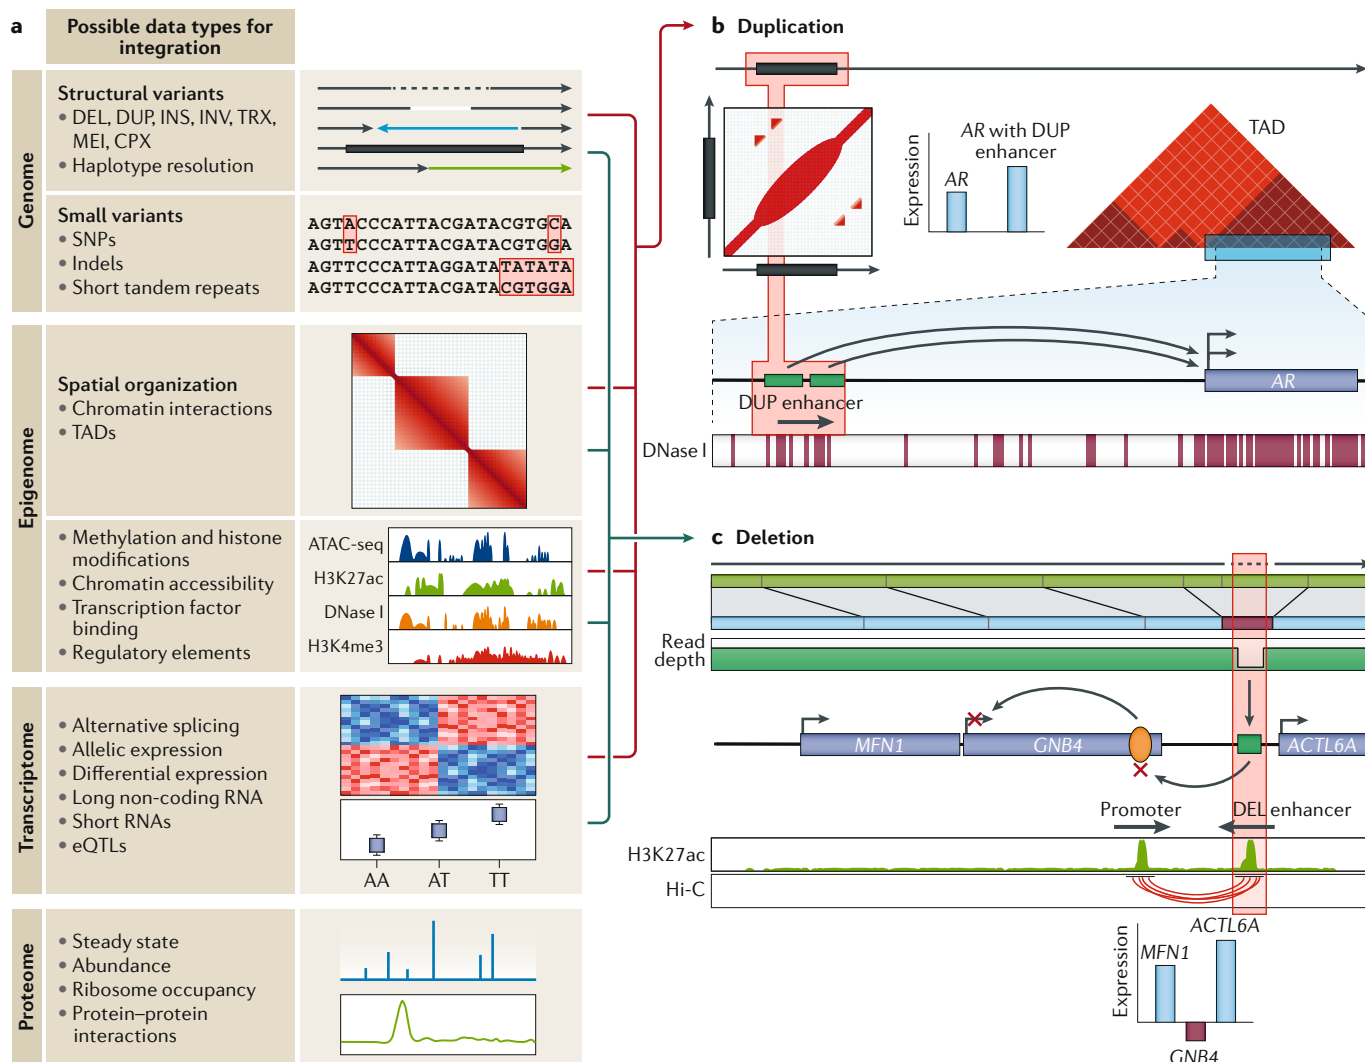 a
Possible data types for
integration
Genome
Structural variants
• DEL, DUP, INS, INV, TRX,
MEI, CPX
• Haplotype resolution
Small variants
• SNPs
• Indels
• Short tandem repeats
AGTACCCATTACGATACGTGCA
AGTTCCCATTACGATACGTGGA
AGTTCCCATTAGGATATATATA
AGTTCCCATTACGATACGTGGA
Epigenome
Spatial organization
• Chromatin interactions
• TADs
• Methylation and histone
modifications
• Chromatin accessibility
• Transcription factor
binding
• Regulatory elements
ATAC-seq
H3K27ac
DNase I
H3K4me3
Transcriptome
• Alternative splicing
• Allelic expression
• Differential expression
• Long non-coding RNA
• Short RNAs
• eQTLs
AA AT TT
Proteome
• Steady state
• Abundance
• Ribosome occupancy
• Protein–protein
interactions
b Duplication
Expression
AR
AR with DUP
enhancer
TAD
AR
DUP enhancer
DNase I
c Deletion
Read
depth
MFN1
GNB4
ACTL6A
Promoter
DEL enhancer
H3K27ac
Hi-C
Expression
MFN1
ACTL6A
GNB4